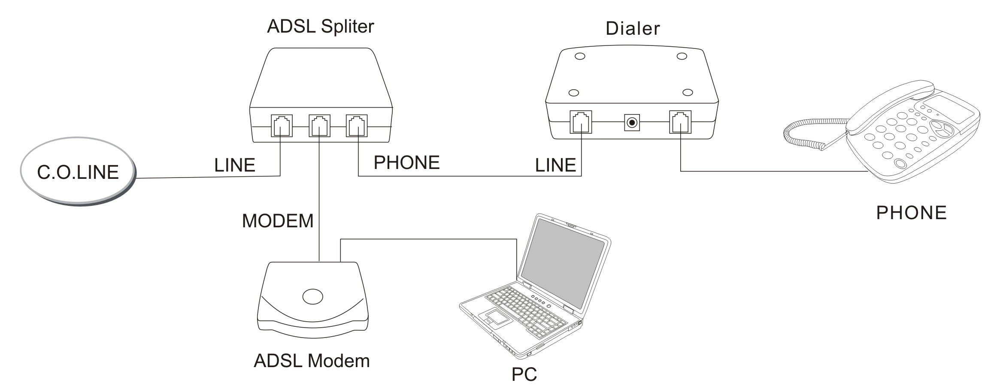 ADSL Spliter
Dialer
C.O.LINE
LINE
PHONE
LINE
MODEM
PHONE
ADSL Modem
PC